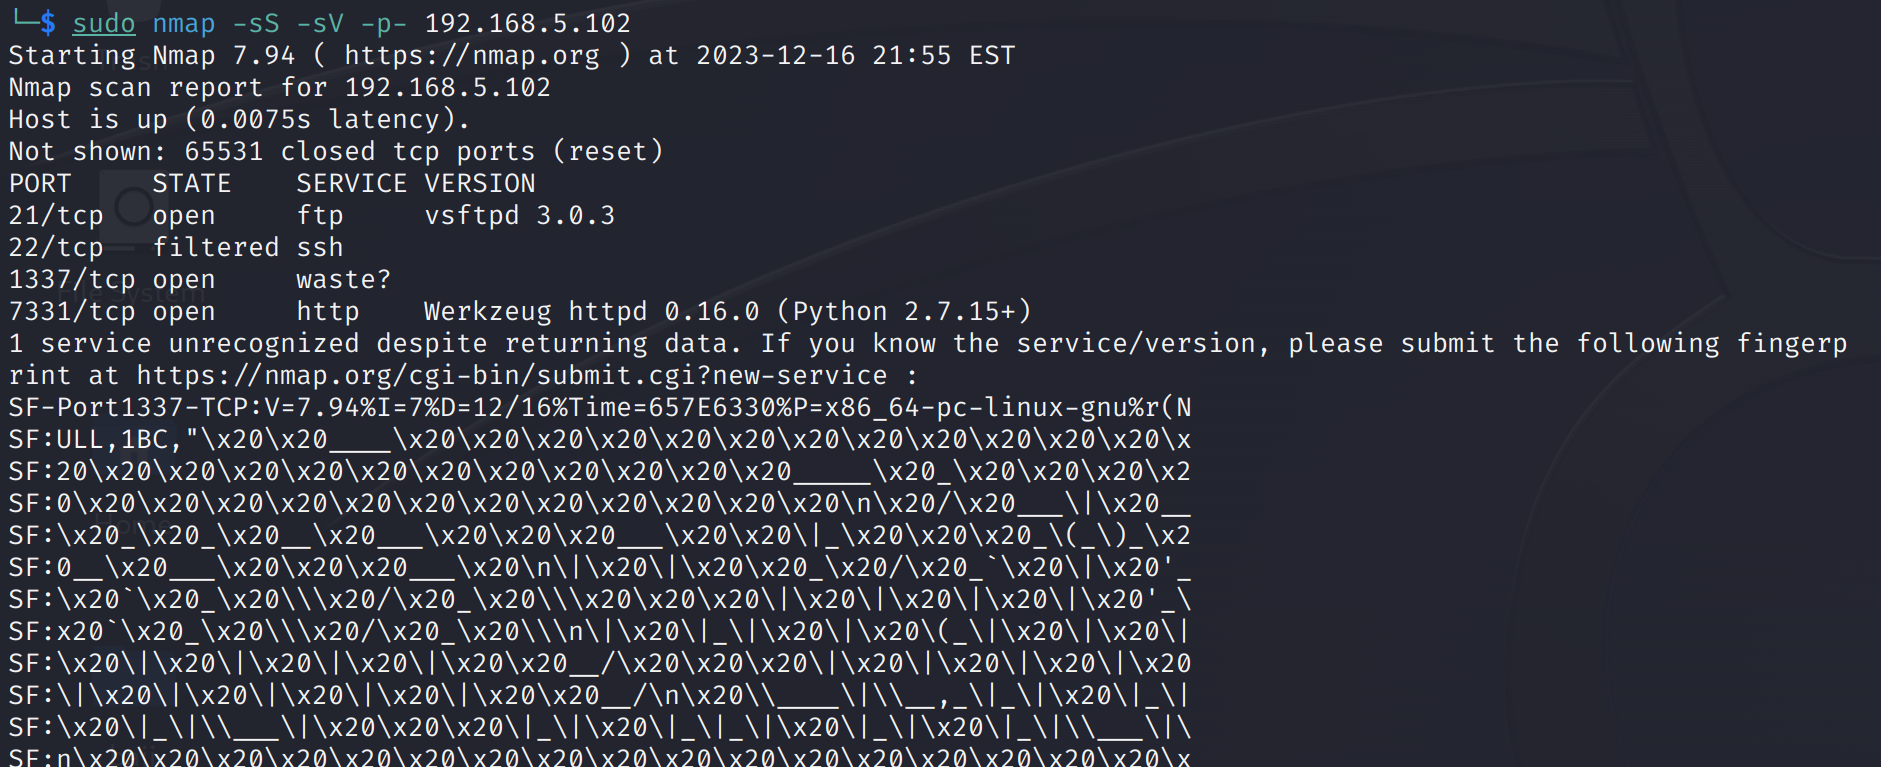 └─$ sudo nmap -sS -sV -p- 192.168.5.102
Starting Nmap 7.94 ( https://nmap.org ) at 2023-12-16 21:55 EST
Nmap scan report for 192.168.5.102
Host is up (0.0075s latency).
Not shown: 65531 closed tcp ports (reset)
PORT     STATE    SERVICE VERSION
21/tcp   open     ftp     vsftpd 3.0.3
22/tcp   filtered ssh
1337/tcp open     waste?
7331/tcp open     http    Werkzeug httpd 0.16.0 (Python 2.7.15+)
1 service unrecognized despite returning data. If you know the service/version, please submit the following fingerp
rint at https://nmap.org/cgi-bin/submit.cgi?new-service :
SF-Port1337-TCP:V=7.94%I=7%D=12/16%Time=657E6330%P=x86_64-pc-linux-gnu%r(N
SF:ULL,1BC,"\x20\x20____\x20\x20\x20\x20\x20\x20\x20\x20\x20\x20\x20\x20\x
SF:20\x20\x20\x20\x20\x20\x20\x20\x20\x20\x20\x20_____\x20_\x20\x20\x20\x2
SF:0\x20\x20\x20\x20\x20\x20\x20\x20\x20\x20\x20\x20\n\x20/\x20___\|\x20__
SF:\x20_\x20_\x20__\x20___\x20\x20\x20___\x20\x20\|_\x20\x20\x20_\(_\)_\x2
SF:0__\x20___\x20\x20\x20___\x20\n\|\x20\|\x20\x20_\x20/\x20_`\x20\|\x20'_
SF:\x20`\x20_\x20\\\x20/\x20_\x20\\\x20\x20\x20\|\x20\|\x20\|\x20\|\x20'_\
SF:x20`\x20_\x20\\\x20/\x20_\x20\\\n\|\x20\|_\|\x20\|\x20\(_\|\x20\|\x20\|
SF:\x20\|\x20\|\x20\|\x20\|\x20\x20__/\x20\x20\x20\|\x20\|\x20\|\x20\|\x20
SF:\|\x20\|\x20\|\x20\|\x20\|\x20\x20__/\n\x20\\____\|\\__,_\|_\|\x20\|_\|
SF:\x20\|_\|\\___\|\x20\x20\x20\|_\|\x20\|_\|_\|\x20\|_\|\x20\|_\|\\___\|\
SF:n\x20\x20\x20\x20\x20\x20\x20\x20\x20\x20\x20\x20\x20\x20\x20\x20\x20\x